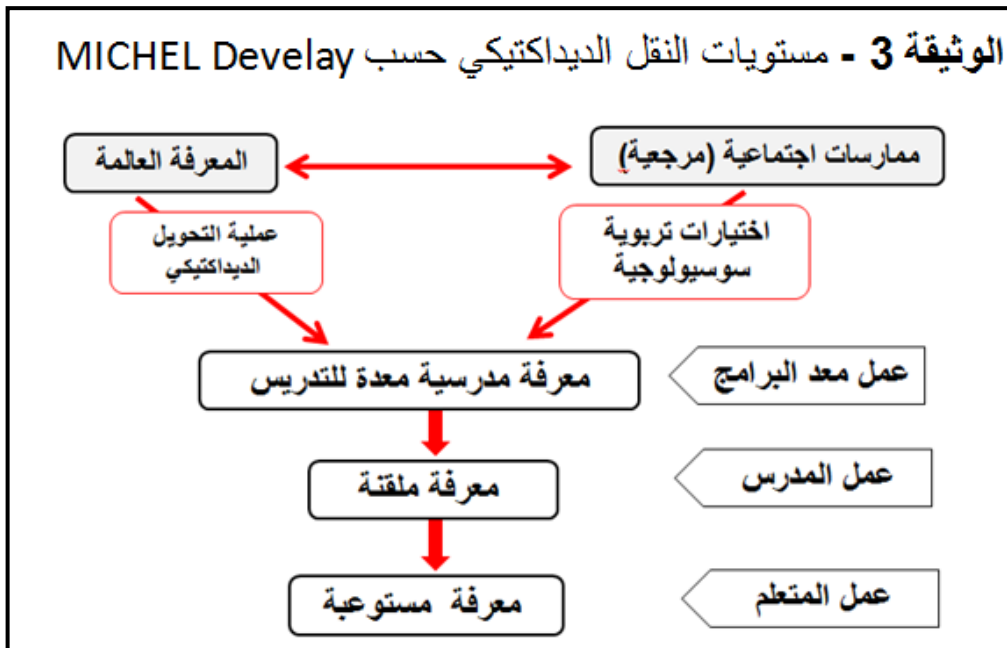 الوثيقة 3 - مستويات النقل الديداكتيكي حسب MICHEL Develay
ممارسات اجتماعية (مرجعية)
المعرفة العالمة
اختيارات تربوية
سوسيولوجية
عملية التحويل
الديداكتيكي
معرفة مدرسية معدة للتدريس
عمل معد البرامج
معرفة ملقنة
عمل المدرس
معرفة مستوعبة
عمل المتعلم